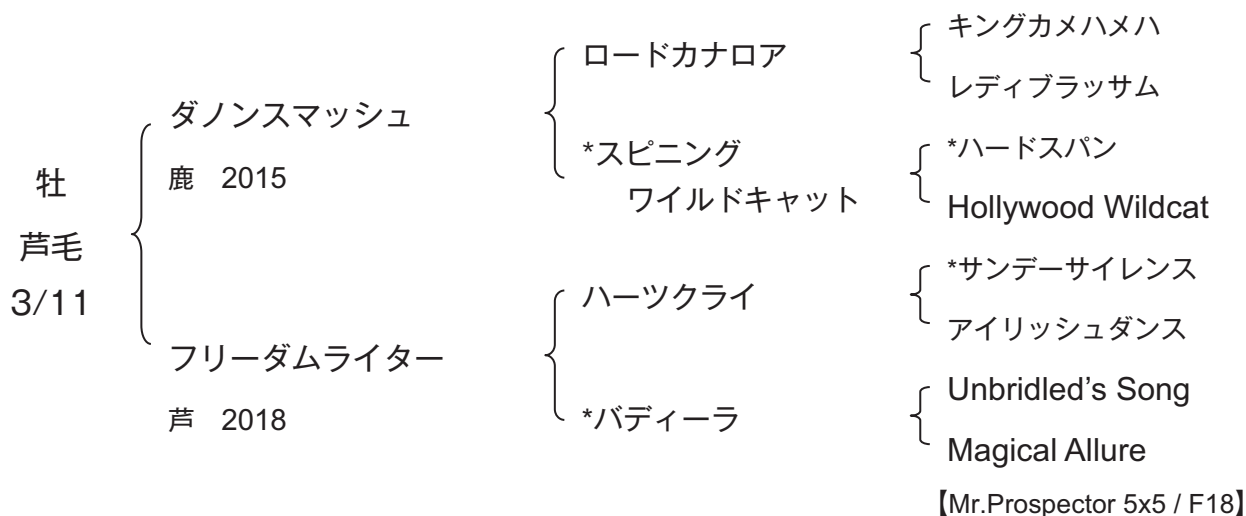 牡
芦毛
3/11
ダノンスマッシュ
鹿 2015
フリーダムライター
芦 2018
ロードカナロア
*スピニング
ワイルドキャット
ハーツクライ
*バディーラ
キングカメハメハ
レディブラッサム
*ハードスパン
Hollywood Wildcat
*サンデーサイレンス
アイリッシュダンス
Unbridled's Song
Magical Allure
【Mr.Prospector 5x5 / F18】